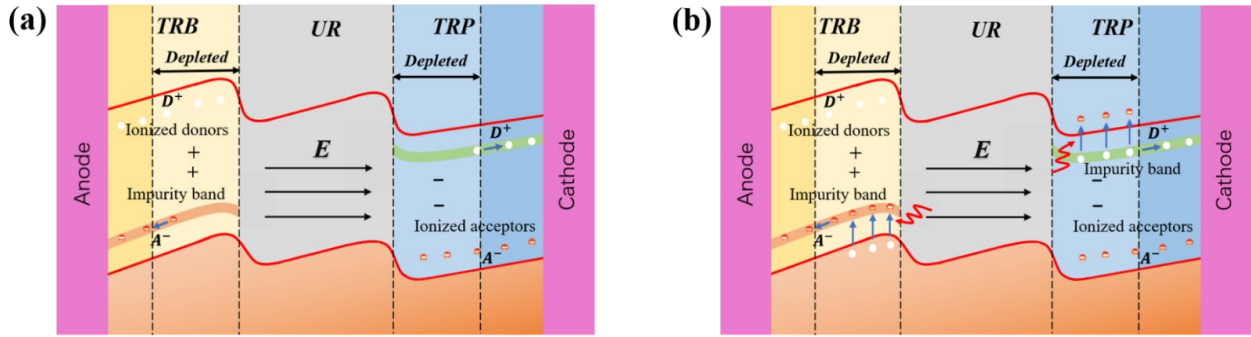 (a)
TRB
UR
TRP
Depleted
Depleted
D⁺
Ionized donors
+
+
Impurity band
A⁻
E
D⁺
−
−
Ionized acceptors
A⁻
Anode
Cathode
(b)
TRB
UR
TRP
Depleted
Depleted
D⁺
Ionized donors
+
+
Impurity band
A⁻
E
D⁺
Impurity band
−
−
Ionized acceptors
A⁻
Anode
Cathode